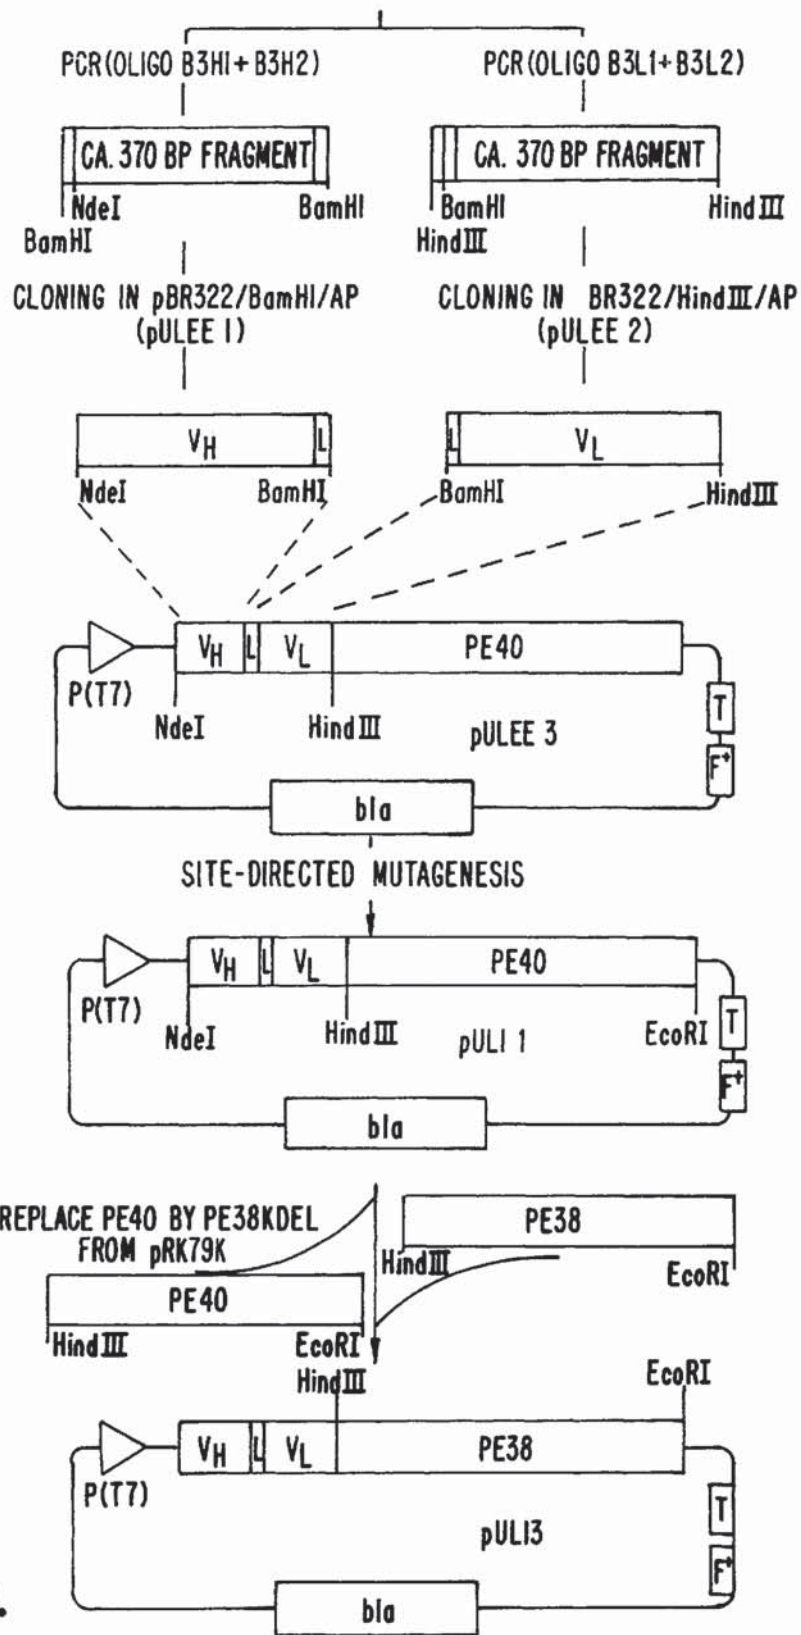 PCR(OLIGO B3H1+B3H2)
PCR(OLIGO B3L1+B3L2)
CA. 370 BP FRAGMENT
CA. 370 BP FRAGMENT
NdeI
BamHI
BamHI
BamHI
HindIII
HindIII
CLONING IN pBR322/BamHI/AP
(pULEE 1)
CLONING IN BR322/HindIII/AP
(pULEE 2)
VH
L
L
VL
NdeI
BamHI
BamHI
HindIII
VH
L
VL
PE40
P(T7)
NdeI
HindIII
pULEE 3
T
F+
bla
SITE-DIRECTED MUTAGENESIS
VH
L
VL
PE40
P(T7)
NdeI
HindIII
pULI 1
EcoRI
T
F+
bla
REPLACE PE40 BY PE38KDEL
FROM pRK79K
PE38
HindIII
EcoRI
PE40
HindIII
EcoRI
HindIII
EcoRI
VH
L
VL
PE38
P(T7)
pULI3
T
F+
bla